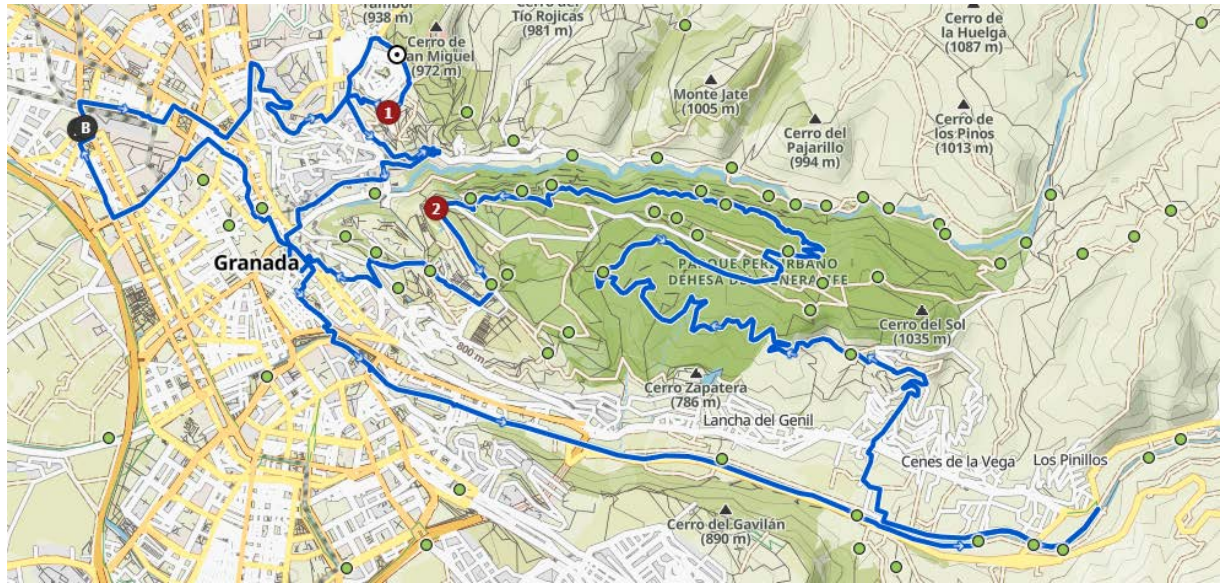 Tambor
(938 m)
Cerro del
Tío Rojicas
(981 m)
Cerro de
la Huelga
(1087 m)
Cerro de
an Miguel
(972 m)
Monte Jate
(1005 m)
Cerro de
los Pinos
(1013 m)
Cerro del
Pajarillo
(994 m)
1
B
2
Granada
PARQUE PERIURBANO
DEHESA DEL GENERALIFE
Cerro del Sol
(1035 m)
800 m
Cerro Zapatera
(786 m)
Lancha del Genil
Cenes de la Vega
Los Pinillos
Cerro del Gavilán
(890 m)